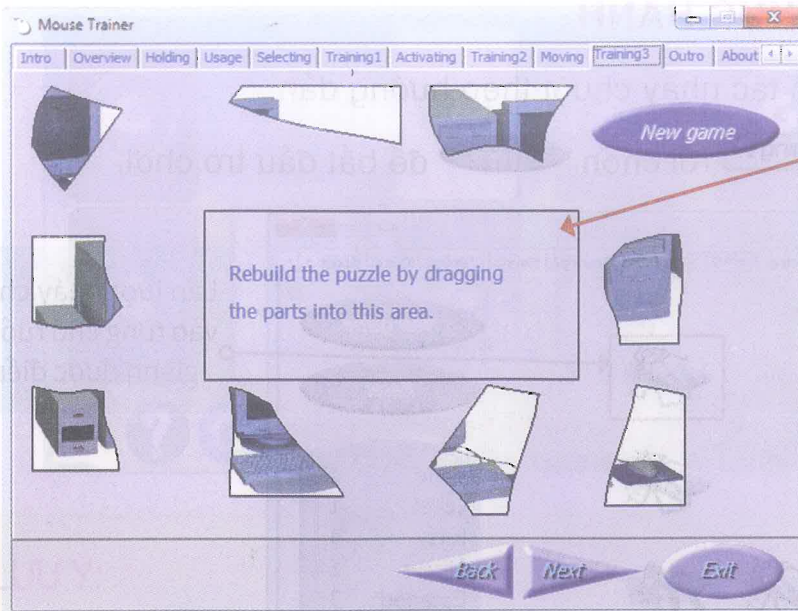 Mouse Trainer
Intro Overview Holding Usage Selecting Training1 Activating Training2 Moving Training3 Outro About
New game
Rebuild the puzzle by dragging
the parts into this area.
Back Next Exit